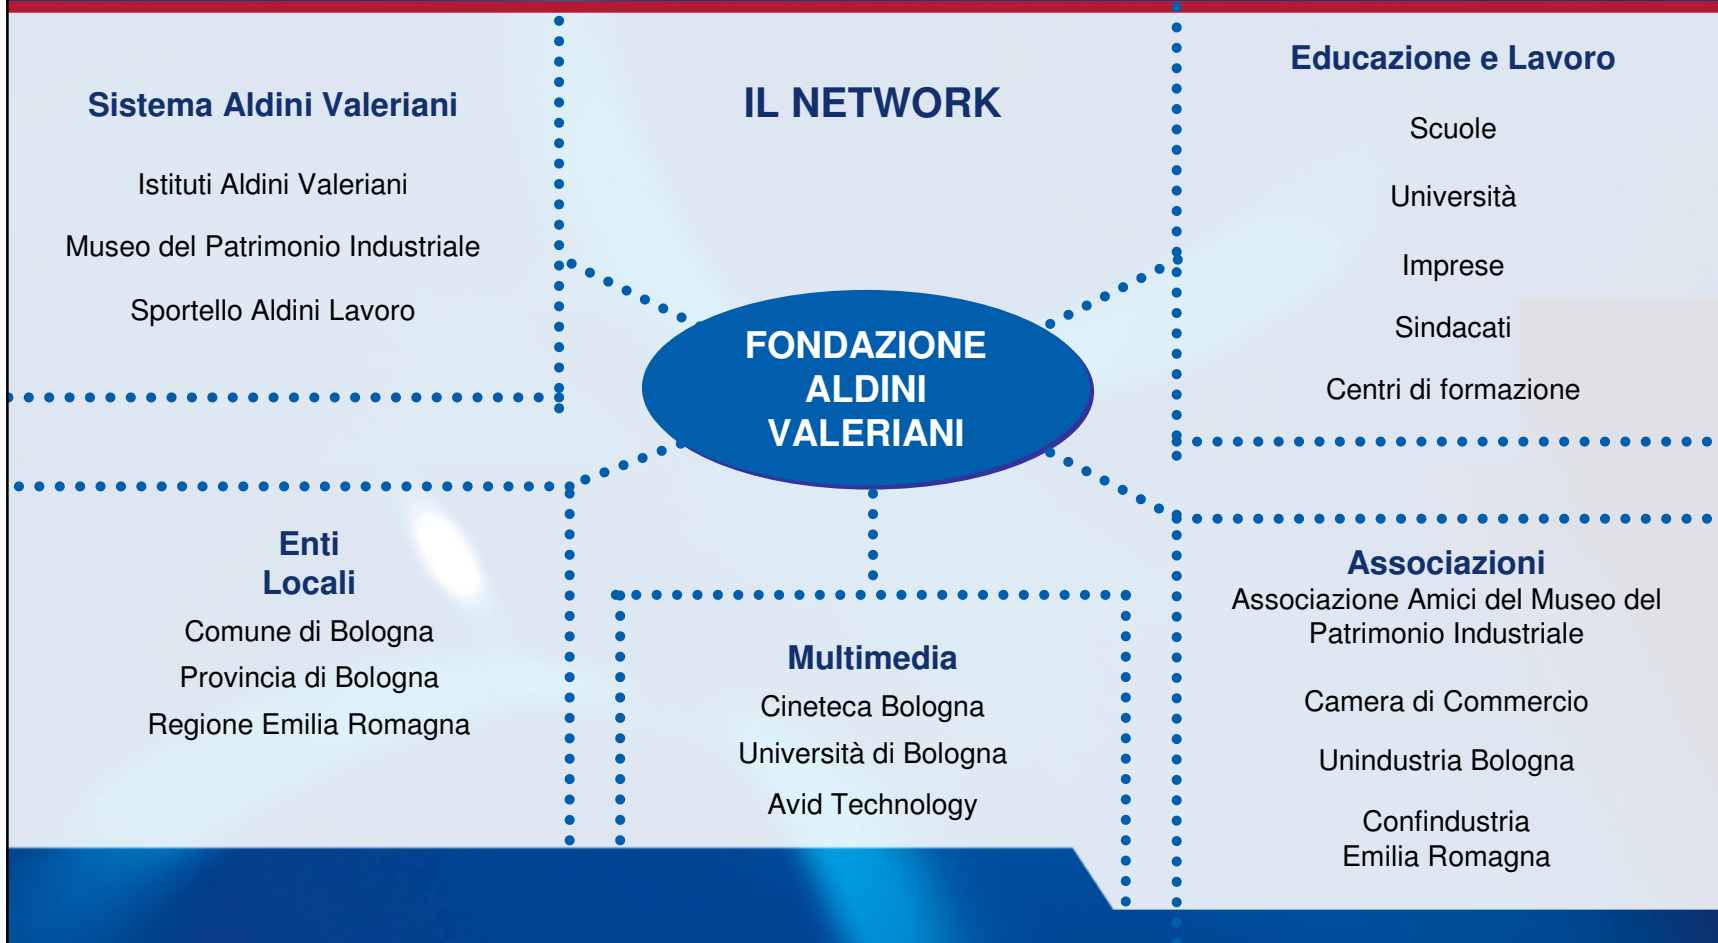 IL NETWORK
Sistema Aldini Valeriani
Istituti Aldini Valeriani
Museo del Patrimonio Industriale
Sportello Aldini Lavoro
Educazione e Lavoro
Scuole
Università
Imprese
Sindacati
Centri di formazione
FONDAZIONE
ALDINI
VALERIANI
Enti
Locali
Comune di Bologna
Provincia di Bologna
Regione Emilia Romagna
Multimedia
Cineteca Bologna
Università di Bologna
Avid Technology
Associazioni
Associazione Amici del Museo del
Patrimonio Industriale
Camera di Commercio
Unindustria Bologna
Confindustria
Emilia Romagna